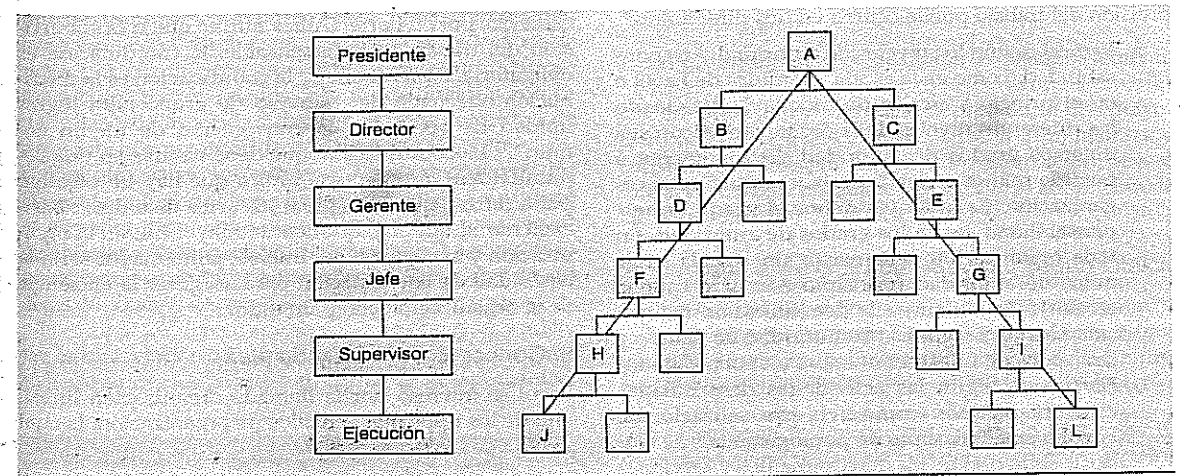 Presidente
Director
Gerente
Jefe
Supervisor
Ejecución
A
B
C
D
E
F
G
H
I
J
L